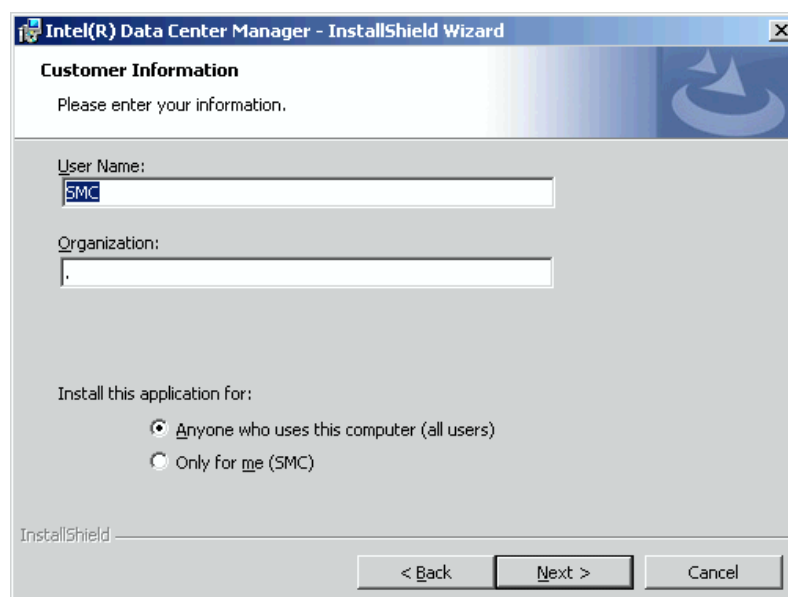 Intel(R) Data Center Manager - InstallShield Wizard
Customer Information
Please enter your information.
User Name:
SMC
Organization:
.
Install this application for:
Anyone who uses this computer (all users)
Only for me (SMC)
InstallShield
< Back Next > Cancel